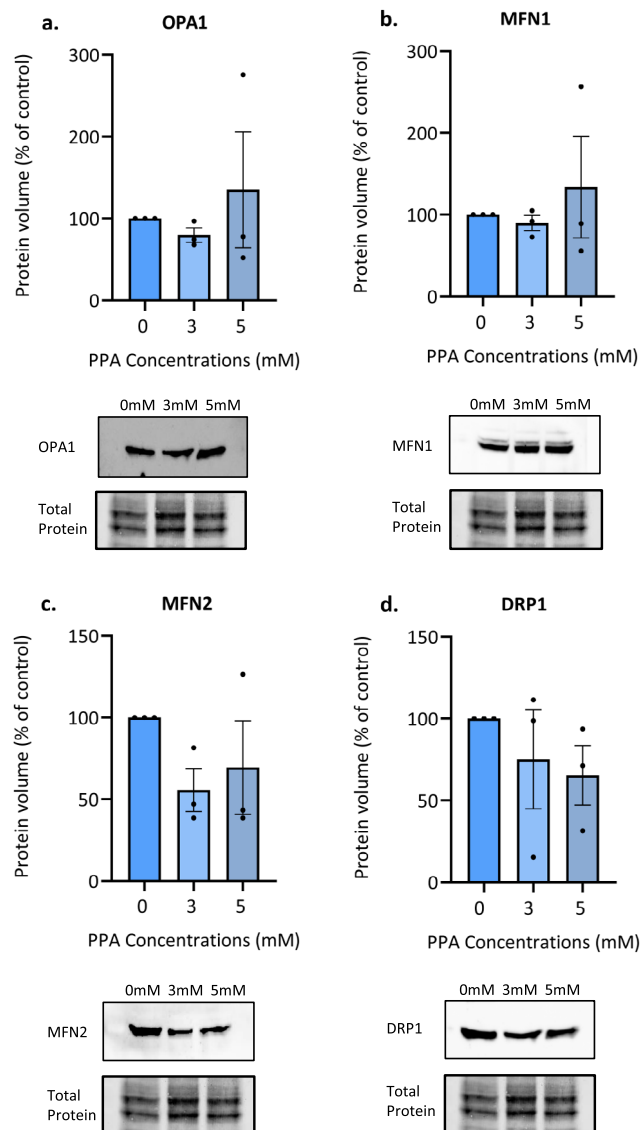 a.
OPA1
Protein volume (% of control)
300
200
100
0
0 3 5
PPA Concentrations (mM)
0mM 3mM 5mM
OPA1
Total
Protein
b.
MFN1
Protein volume (% of control)
300
200
100
0
0 3 5
PPA Concentrations (mM)
0mM 3mM 5mM
MFN1
Total
Protein
c.
MFN2
Protein volume (% of control)
150
100
50
0
0 3 5
PPA Concentrations (mM)
0mM 3mM 5mM
MFN2
Total
Protein
d.
DRP1
Protein volume (% of control)
150
100
50
0
0 3 5
PPA Concentrations (mM)
0mM 3mM 5mM
DRP1
Total
Protein